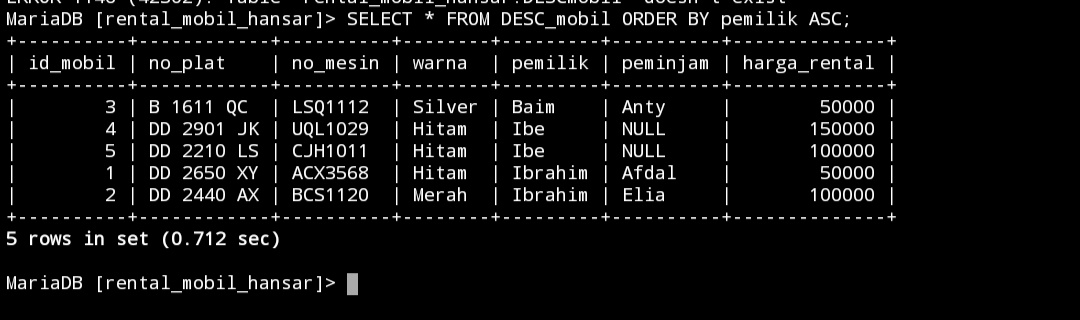 MariaDB [rental_mobil_hansar]> SELECT * FROM DESC_mobil ORDER BY pemilik ASC;
+----------+------------+----------+--------+---------+----------+--------------+
| id_mobil | no_plat    | no_mesin | warna  | pemilik | peminjam | harga_rental |
+----------+------------+----------+--------+---------+----------+--------------+
|        3 | B 1611 QC  | LSQ1112  | Silver | Baim    | Anty     |        50000 |
|        4 | DD 2901 JK | UQL1029  | Hitam  | Ibe     | NULL     |       150000 |
|        5 | DD 2210 LS | CJH1011  | Hitam  | Ibe     | NULL     |       100000 |
|        1 | DD 2650 XY | ACX3568  | Hitam  | Ibrahim | Afdal    |        50000 |
|        2 | DD 2440 AX | BCS1120  | Merah  | Ibrahim | Elia     |       100000 |
+----------+------------+----------+--------+---------+----------+--------------+
5 rows in set (0.712 sec)
MariaDB [rental_mobil_hansar]>